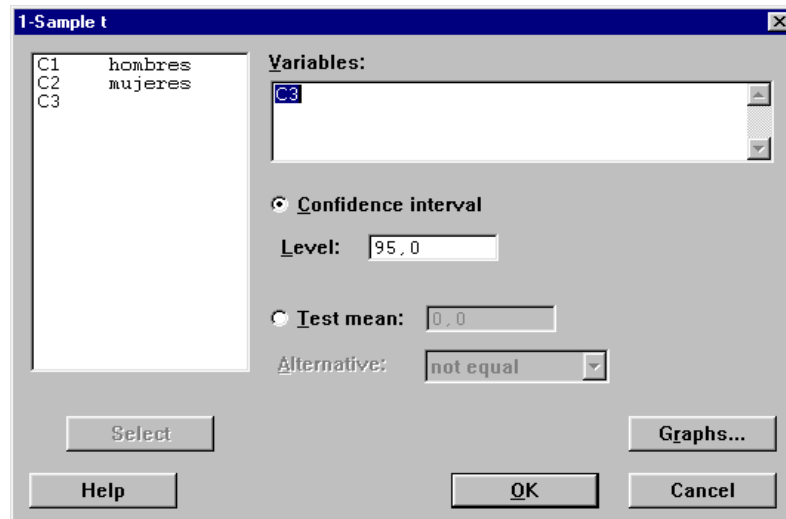 1-Sample t
C1 hombres
C2 mujeres
C3
Variables:
C3
Confidence interval
Level: 95,0
Test mean: 0,0
Alternative: not equal
Select
Graphs...
Help
OK
Cancel